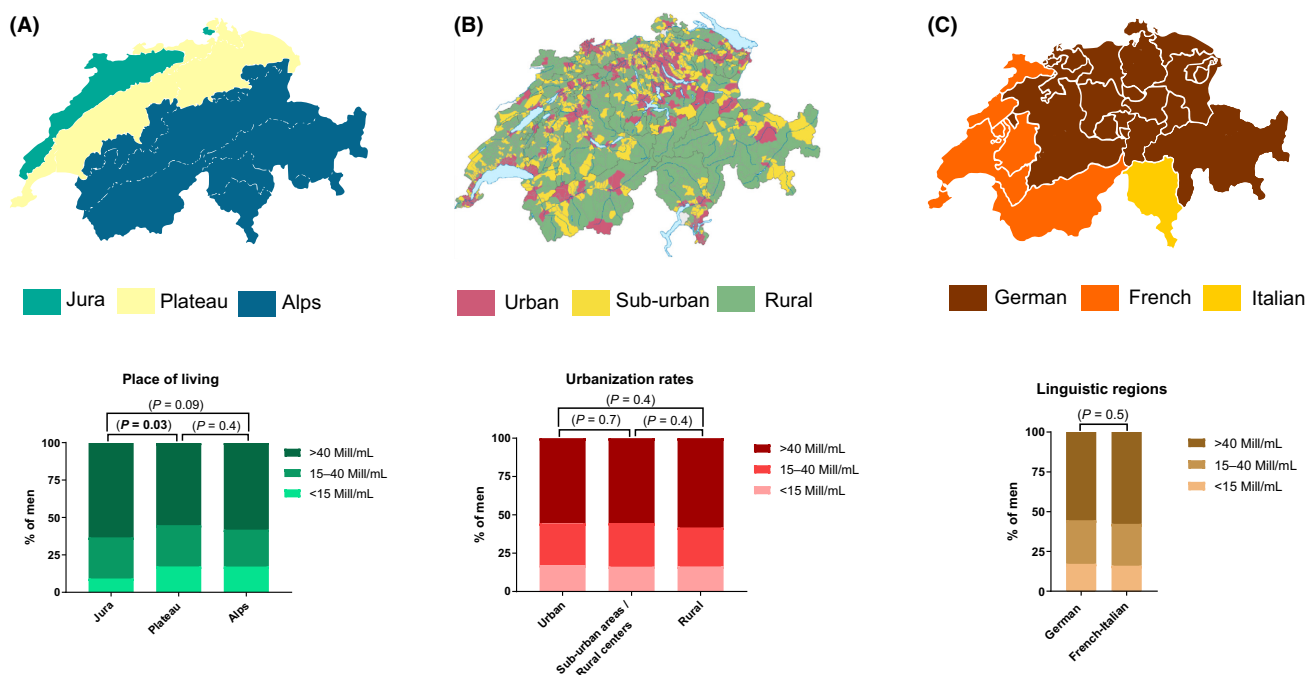 (A)
Jura Plateau Alps
Place of living
(P = 0.09)
(P = 0.03) (P = 0.4)
% of men
100
75
50
25
0
Jura Plateau Alps
>40 Mill/mL
15–40 Mill/mL
<15 Mill/mL
(B)
Urban Sub-urban Rural
Urbanization rates
(P = 0.4)
(P = 0.7) (P = 0.4)
% of men
100
75
50
25
0
Urban
Sub-urban areas /
Rural centers
Rural
>40 Mill/mL
15–40 Mill/mL
<15 Mill/mL
(C)
German French Italian
Linguistic regions
(P = 0.5)
% of men
100
75
50
25
0
German French-Italian
>40 Mill/mL
15–40 Mill/mL
<15 Mill/mL